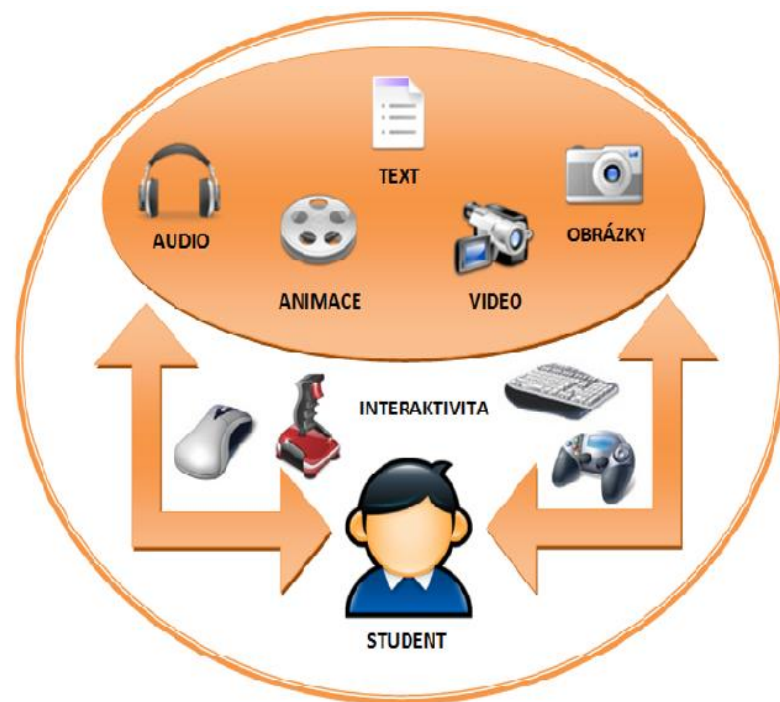 TEXT
AUDIO
OBRÁZKY
ANIMACE
VIDEO
INTERAKTIVITA
STUDENT